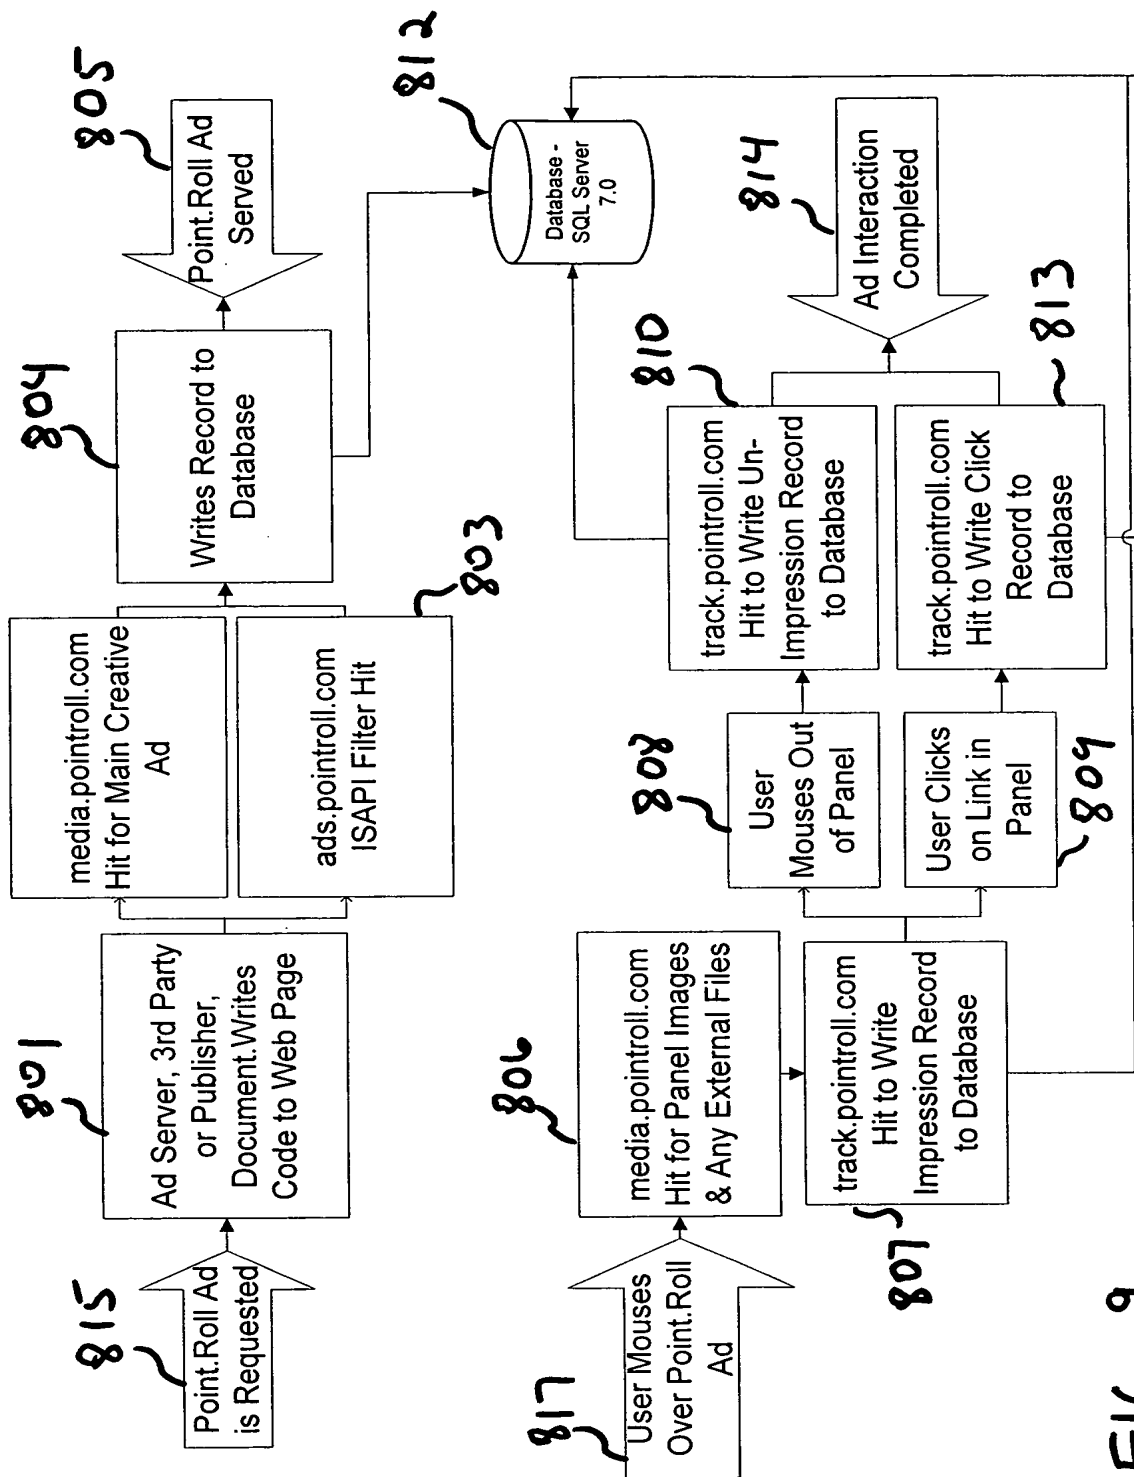 815
Point.Roll Ad
is Requested
801
Ad Server, 3rd Party
or Publisher,
Document.Writes
Code to Web Page
media.pointroll.com
Hit for Main Creative
Ad
ads.pointroll.com
ISAPI Filter Hit
803
804
Writes Record to
Database
805
Point.Roll Ad
Served
812
Database -
SQL Server
7.0
817
User Mouses
Over Point.Roll
Ad
806
media.pointroll.com
Hit for Panel Images
& Any External Files
807
track.pointroll.com
Hit to Write
Impression Record
to Database
808
User
Mouses Out
of Panel
809
User Clicks
on Link in
Panel
810
track.pointroll.com
Hit to Write Un-
Impression Record
to Database
813
track.pointroll.com
Hit to Write Click
Record to
Database
814
Ad Interaction
Completed
FIG. 9